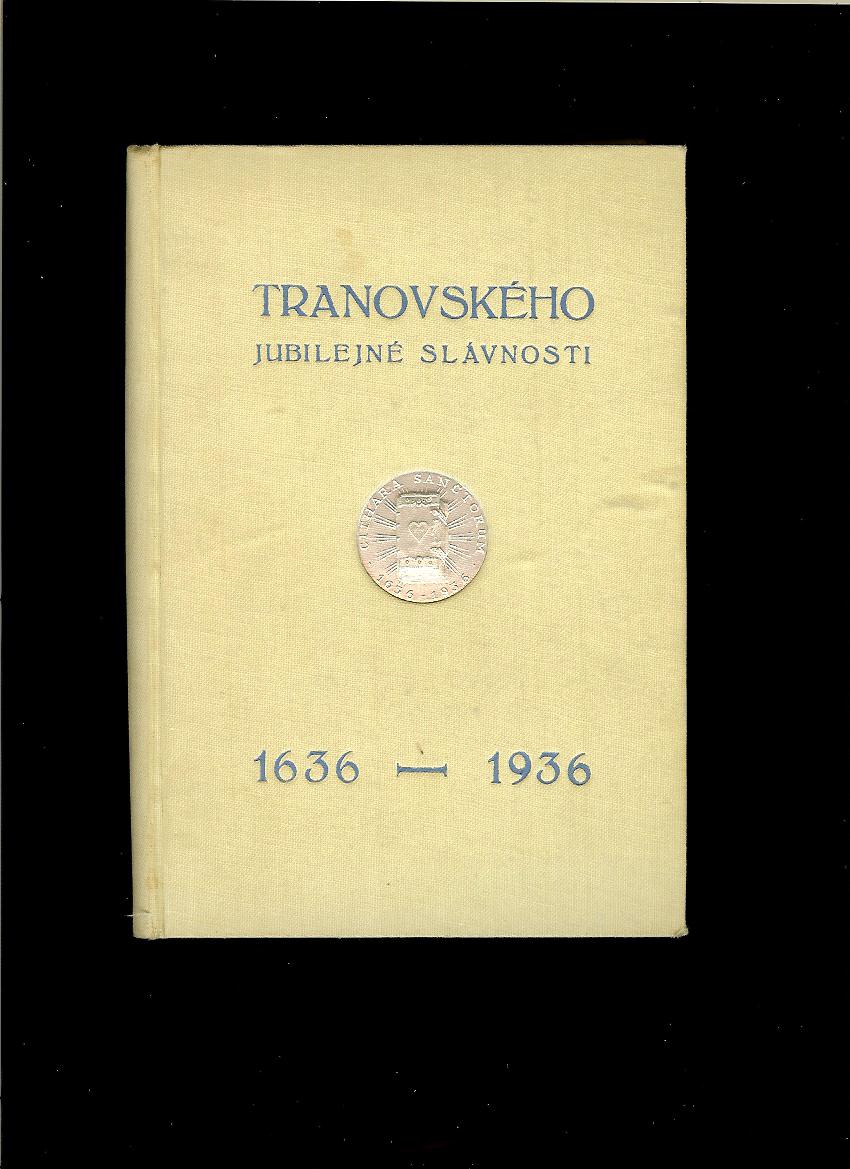 TRANOVSKÉHO
JUBILEJNÉ SLÁVNOSTI
CITHARA SANCTORUM
· 1636 - 1936 ·
1636 — 1936